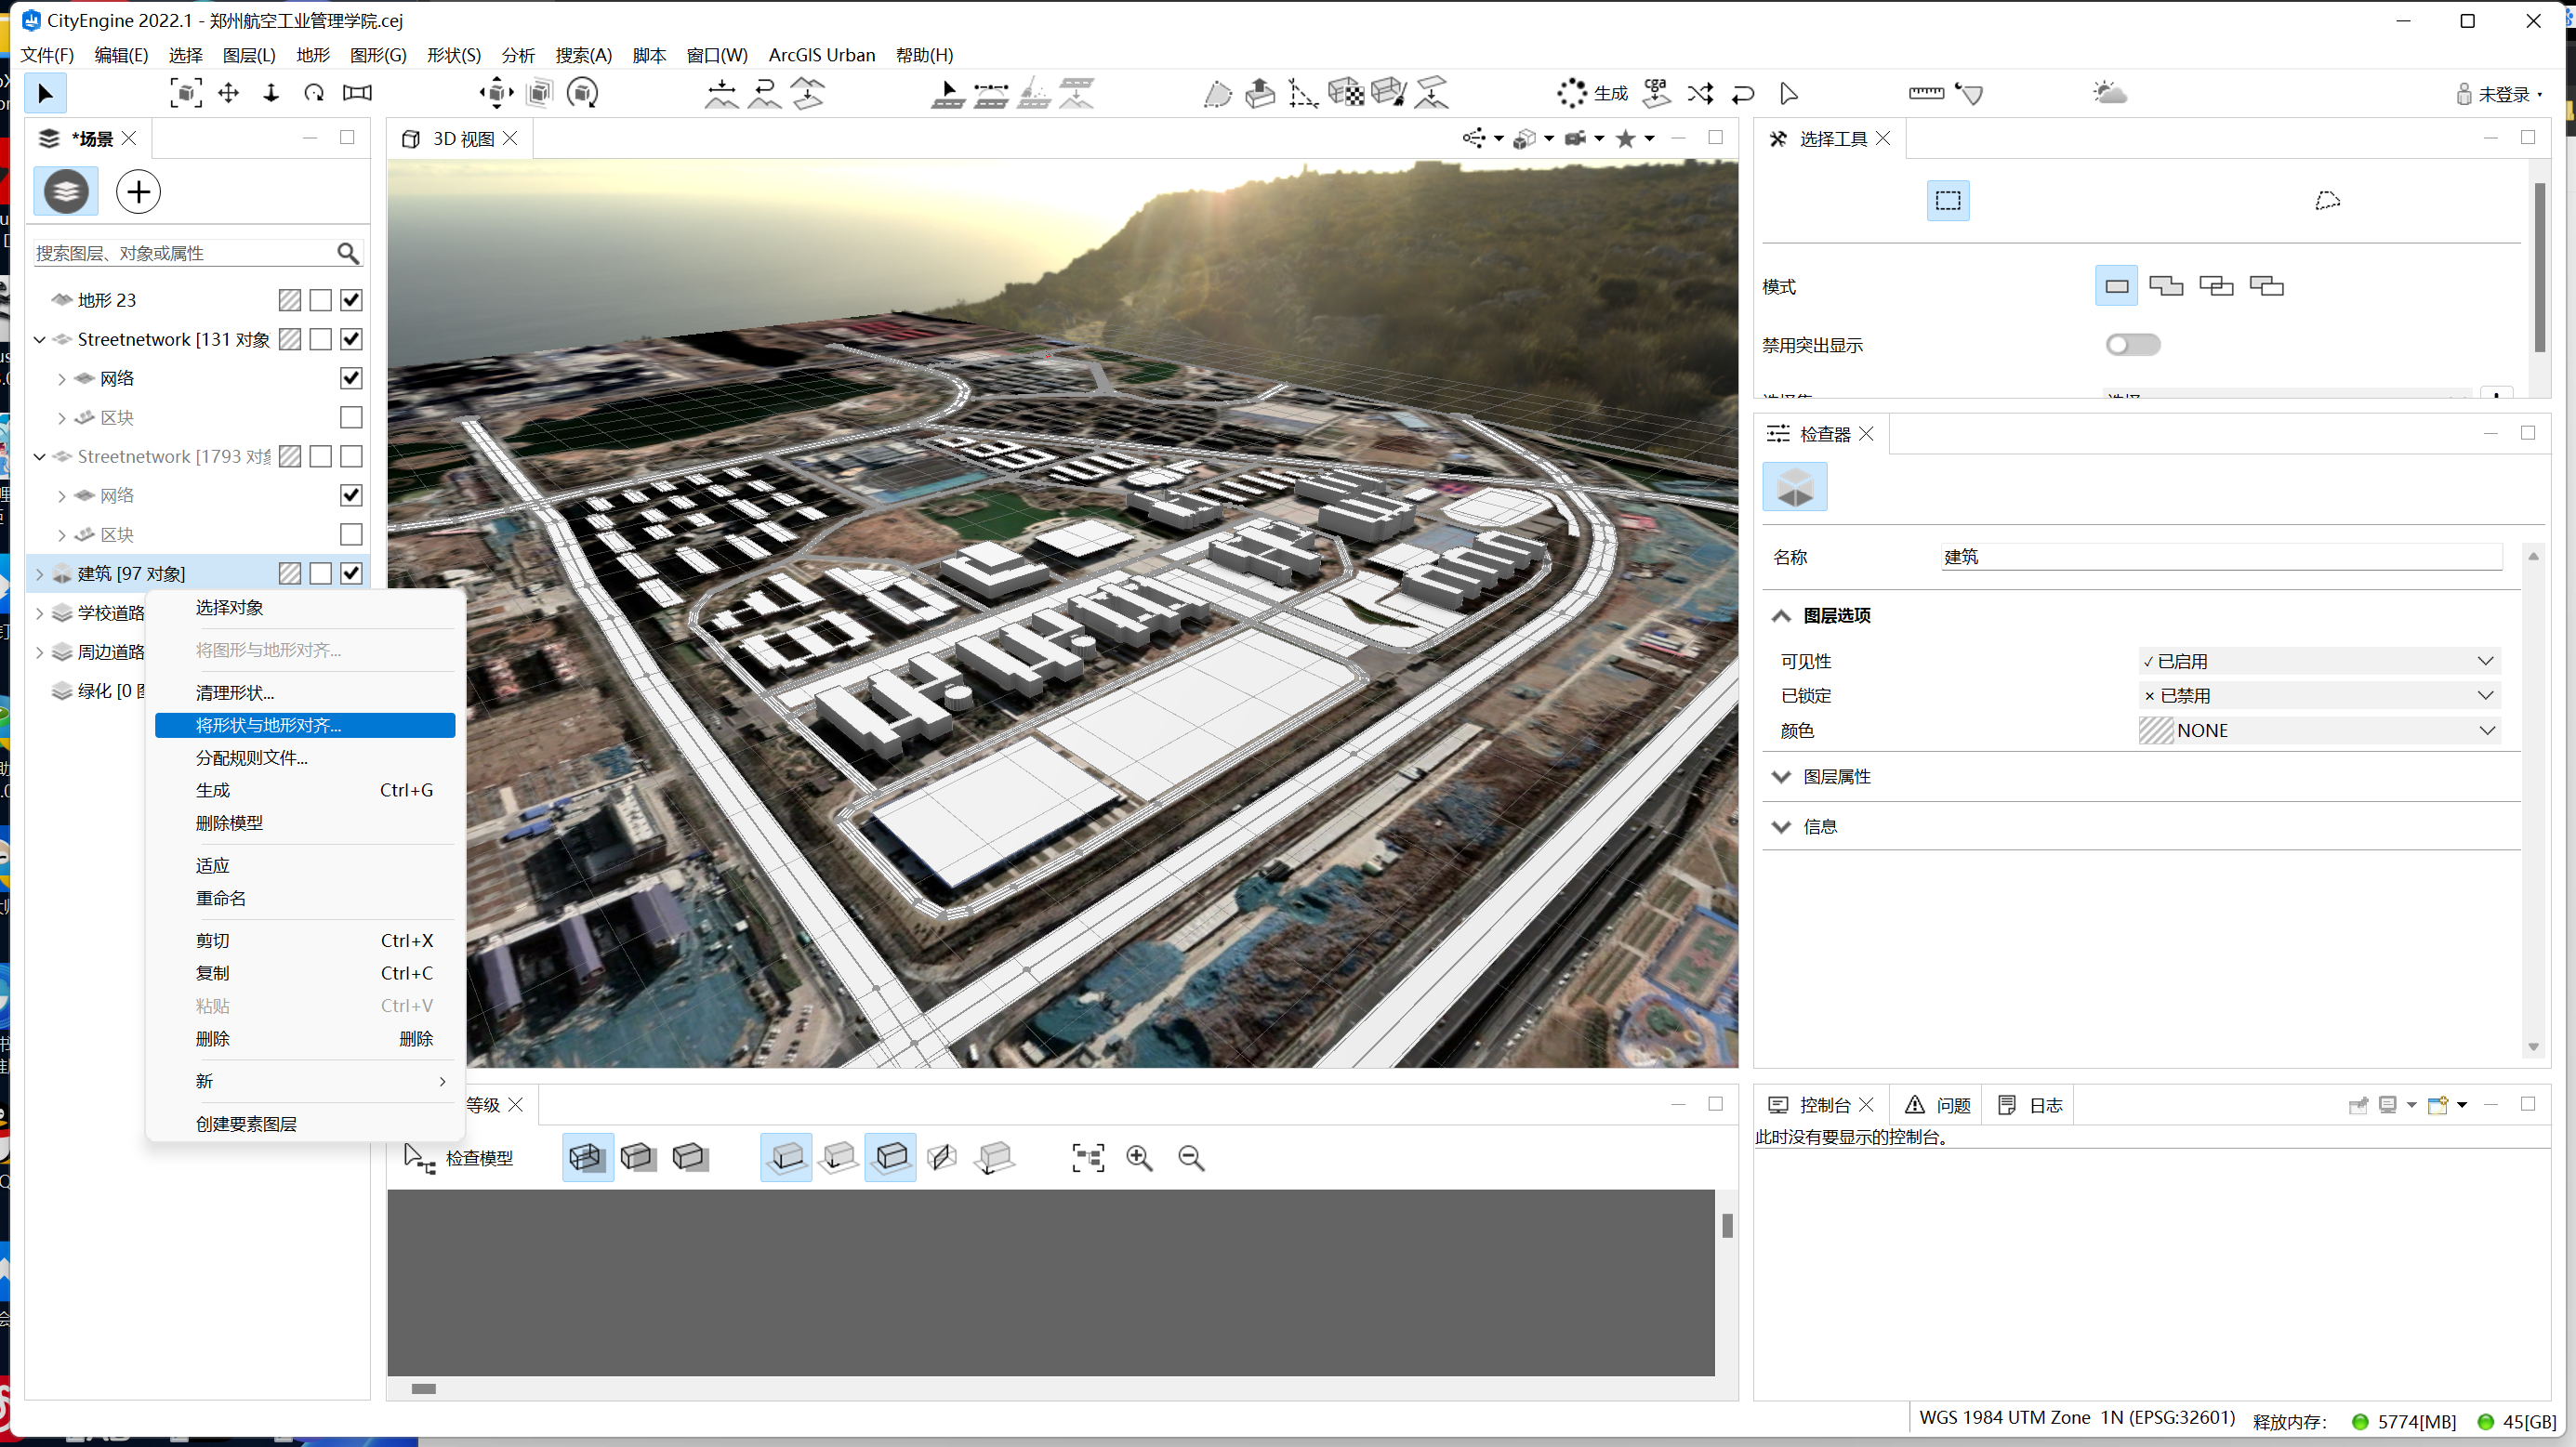 CityEngine 2022.1 - 郑州航空工业管理学院.cej
文件(F) 编辑(E) 选择 图层(L) 地形 图形(G) 形状(S) 分析 搜索(A) 脚本 窗口(W) ArcGIS Urban 帮助(H)
生成 cga 未登录
*场景
搜索图层、对象或属性
地形 23
Streetnetwork [131 对象
网络
区块
Streetnetwork [1793 对象
网络
区块
建筑 [97 对象]
学校道路
周边道路
绿化 [0
选择对象
将图形与地形对齐...
清理形状...
将形状与地形对齐...
分配规则文件...
生成 Ctrl+G
删除模型
适应
重命名
剪切 Ctrl+X
复制 Ctrl+C
粘贴 Ctrl+V
删除 删除
新
创建要素图层
3D 视图
等级
检查模型
选择工具
模式
禁用突出显示
检查器
名称 建筑
图层选项
可见性 ✓已启用
已锁定 ×已禁用
颜色 NONE
图层属性
信息
控制台 问题 日志
此时没有要显示的控制台。
WGS 1984 UTM Zone 1N (EPSG:32601) 释放内存: 5774[MB] 45[GB]